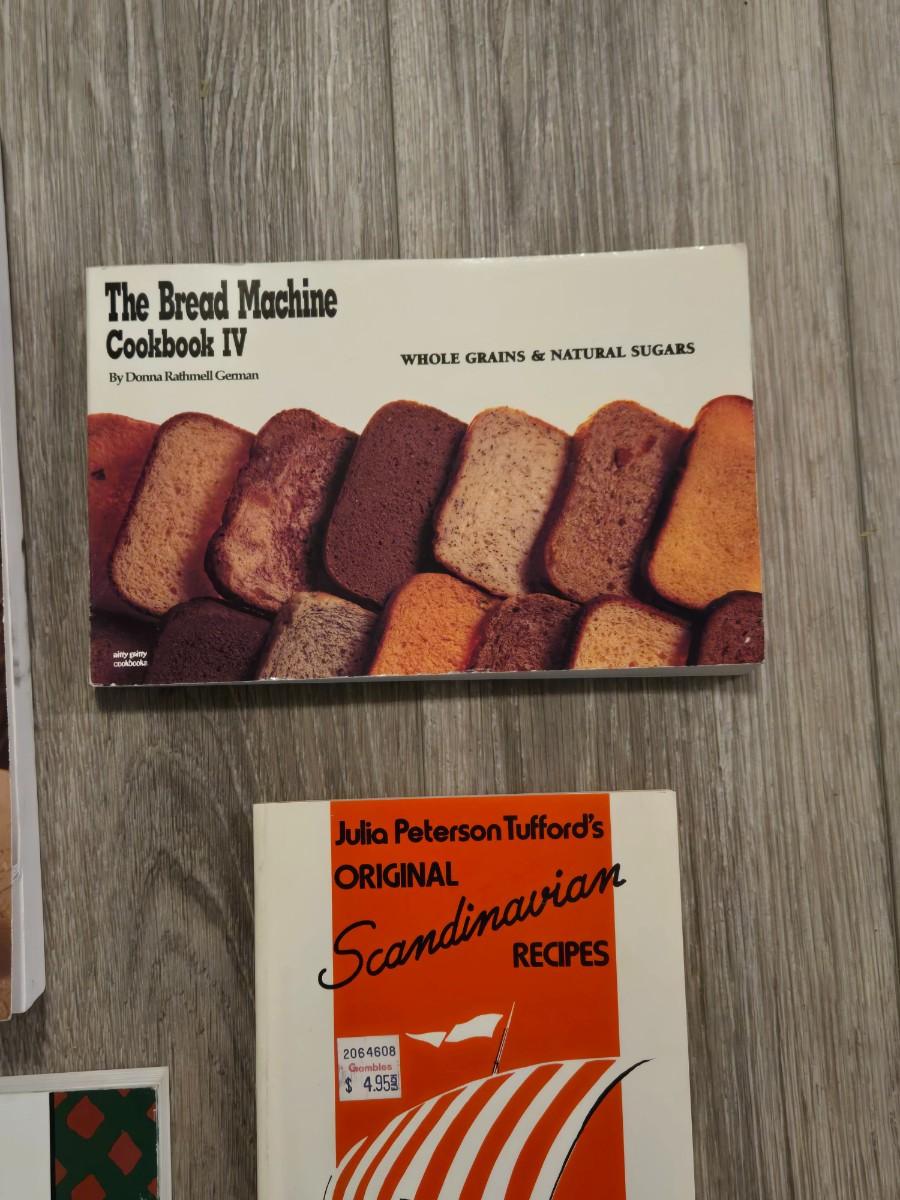 The Bread Machine
Cookbook IV
By Donna Rathmell German
WHOLE GRAINS & NATURAL SUGARS
nitty gritty
cookbooks
Julia Peterson Tufford's
ORIGINAL
Scandinavian
RECIPES
2064608
Gambles
$ 4.95